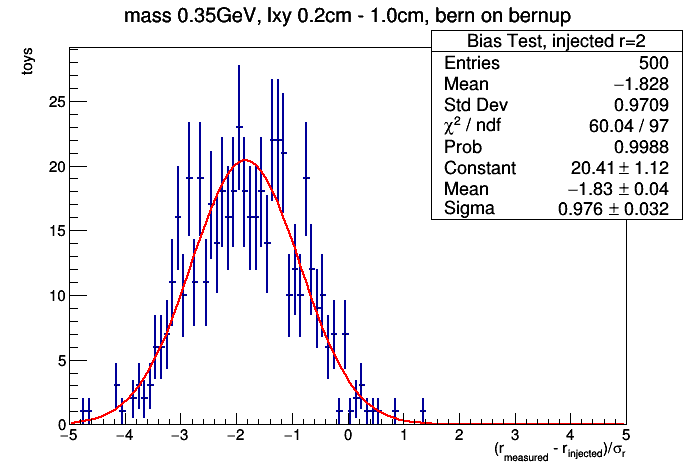 mass 0.35GeV, lxy 0.2cm - 1.0cm, bern on bernup
toys
Bias Test, injected r=2
Entries 500
Mean −1.828
Std Dev 0.9709
χ² / ndf 60.04 / 97
Prob 0.9988
Constant 20.41 ± 1.12
Mean −1.83 ± 0.04
Sigma 0.976 ± 0.032
25
20
15
10
5
0
−5 −4 −3 −2 −1 0 1 2 3 4 5
(r_measured - r_injected)/σ_r